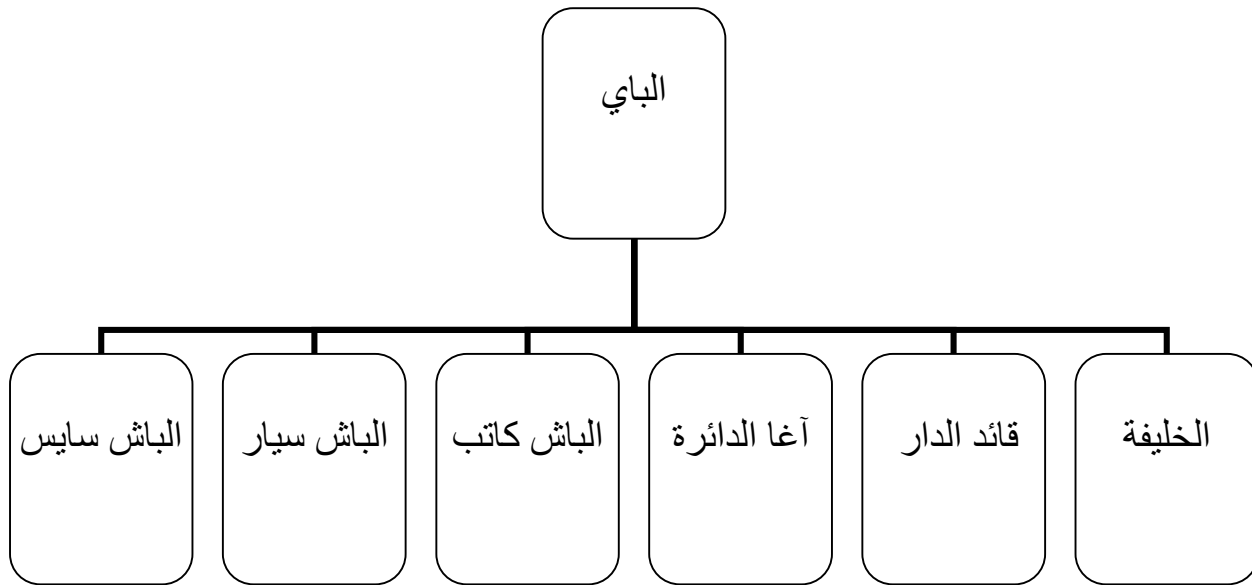 الباي
الخليفة
قائد الدار
آغا الدائرة
الباش كاتب
الباش سيار
الباش سايس